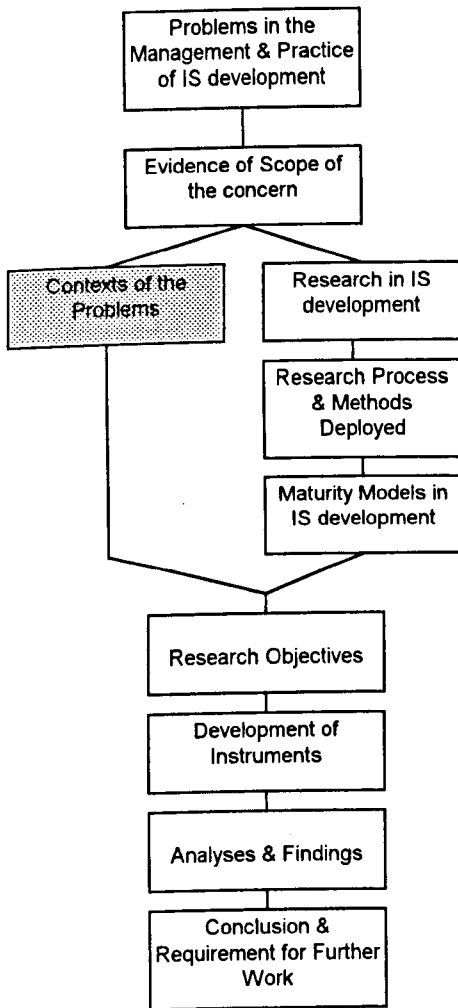 Problems in the
Management & Practice
of IS development
Evidence of Scope of
the concern
Contexts of the
Problems
Research in IS
development
Research Process
& Methods
Deployed
Maturity Models in
IS development
Research Objectives
Development of
Instruments
Analyses & Findings
Conclusion &
Requirement for Further
Work